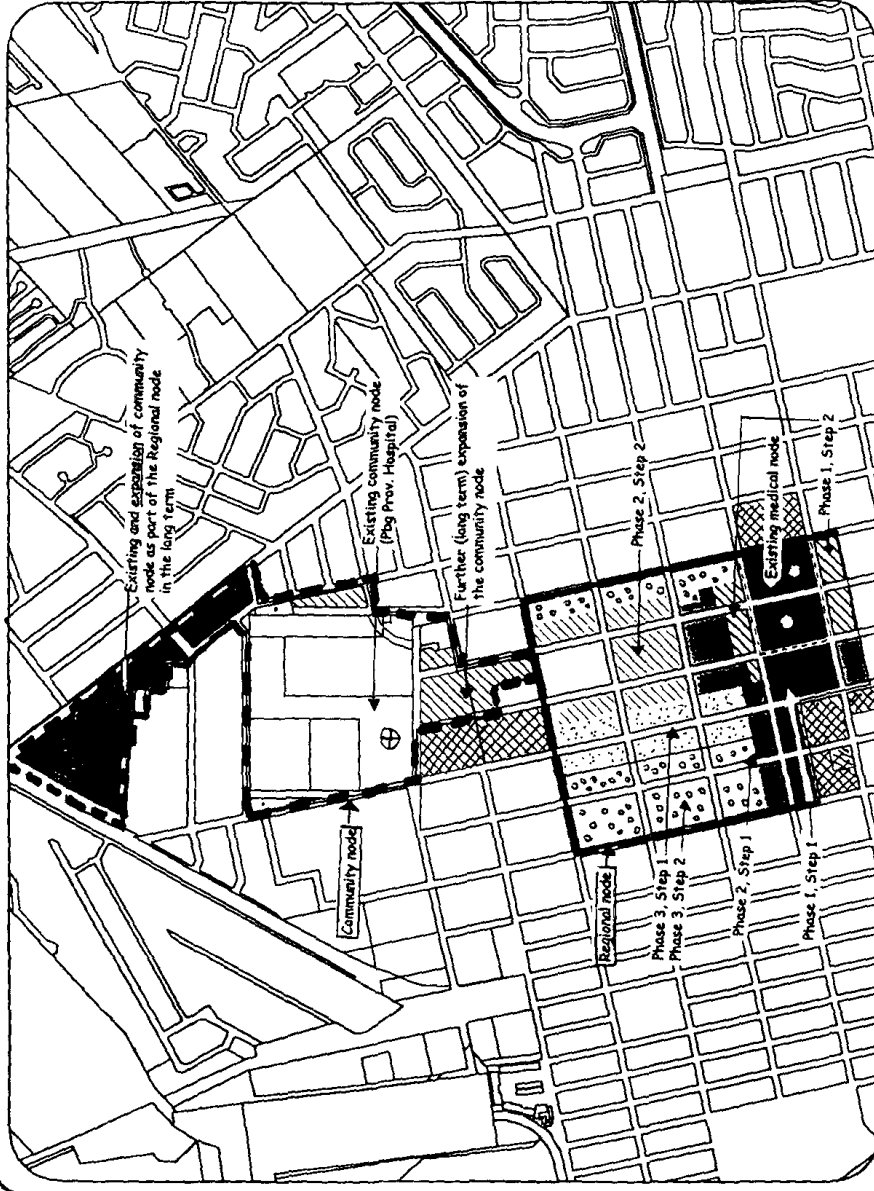 Existing and expansion of community
node as part of the Regional node
in the long term
Existing community node
(Pbg Prov. Hospital)
Further (long term) expansion of
the community node
Community node
Phase 2, Step 2
Existing medical node
Phase 1, Step 2
Regional node
Phase 3, Step 1
Phase 3, Step 2
Phase 2, Step 1
Phase 1, Step 1